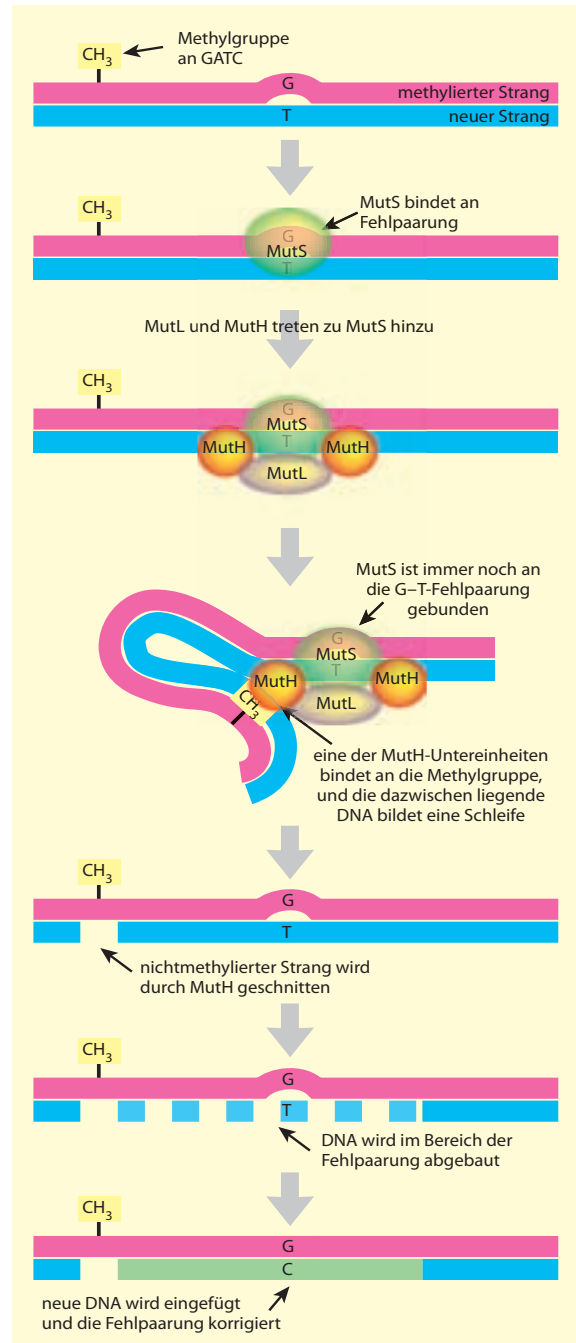 Methylgruppe
an GATC
CH3
G
methylierter Strang
T
neuer Strang
CH3
MutS bindet an
Fehlpaarung
G
MutS
T
MutL und MutH treten zu MutS hinzu
CH3
G
MutS
T
MutH
MutH
MutL
MutS ist immer noch an
die G–T-Fehlpaarung
gebunden
G
MutS
T
MutH
MutH
MutL
CH3
eine der MutH-Untereinheiten
bindet an die Methylgruppe,
und die dazwischen liegende
DNA bildet eine Schleife
CH3
G
T
nichtmethylierter Strang wird
durch MutH geschnitten
CH3
G
T
DNA wird im Bereich der
Fehlpaarung abgebaut
CH3
G
C
neue DNA wird eingefügt
und die Fehlpaarung korrigiert